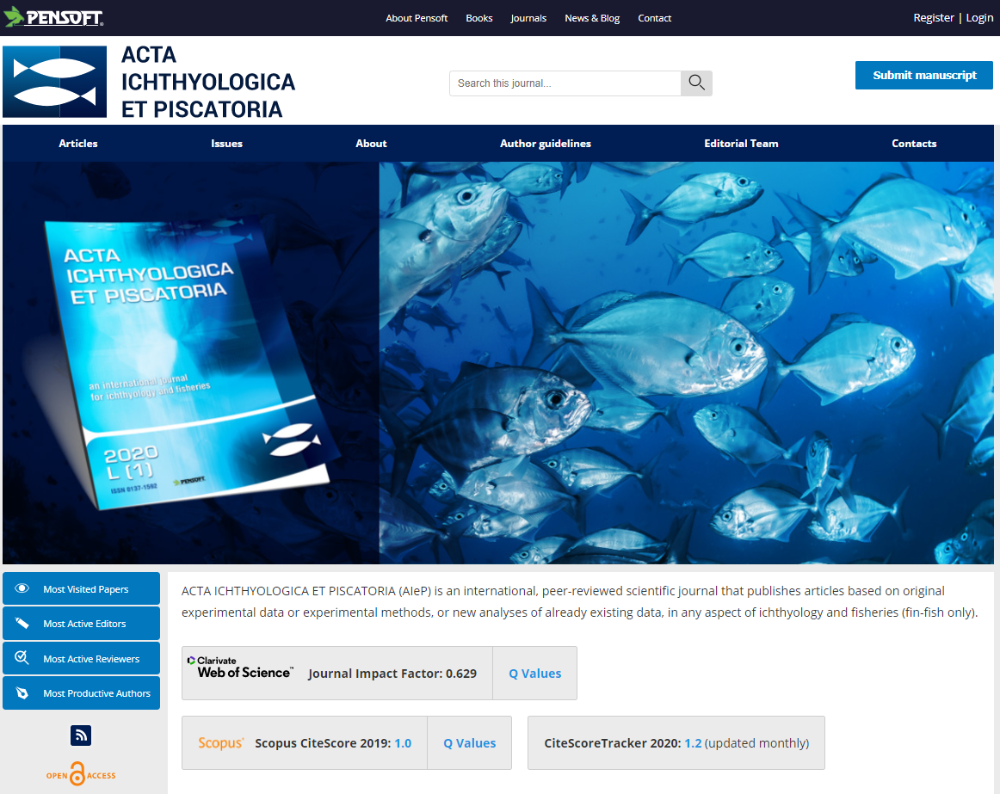 PENSOFT.
About Pensoft
Books
Journals
News & Blog
Contact
Register | Login
ACTA
ICHTHYOLOGICA
ET PISCATORIA
Search this journal...
Submit manuscript
Articles
Issues
About
Author guidelines
Editorial Team
Contacts
ACTA
ICHTHYOLOGICA
ET PISCATORIA
an international journal
for ichthyology and fisheries
2020
L (1)
ISSN 0137-1592
PENSOFT.
Most Visited Papers
Most Active Editors
Most Active Reviewers
Most Productive Authors
OPEN ACCESS
ACTA ICHTHYOLOGICA ET PISCATORIA (AIeP) is an international, peer-reviewed scientific journal that publishes articles based on original
experimental data or experimental methods, or new analyses of already existing data, in any aspect of ichthyology and fisheries (fin-fish only).
Clarivate
Web of Science™
Journal Impact Factor: 0.629
Q Values
Scopus®
Scopus CiteScore 2019: 1.0
Q Values
CiteScoreTracker 2020: 1.2 (updated monthly)